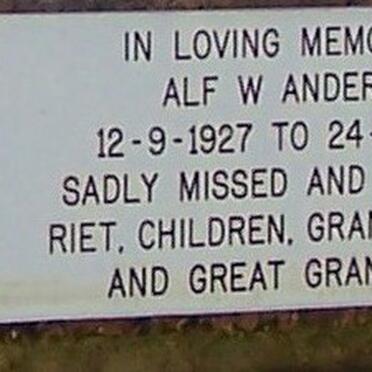 IN LOVING MEMO
ALF W ANDER
12-9-1927 TO 24-
SADLY MISSED AND
RIET, CHILDREN, GRAN
AND GREAT GRAN